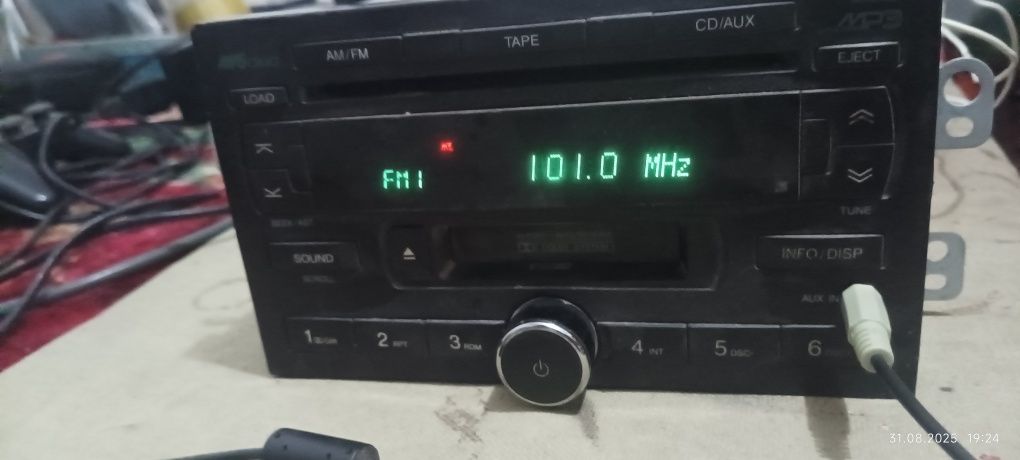 AM/FM
TAPE
CD/AUX
MP3
EJECT
LOAD
FM1
101.0 MHz
TUNE
SOUND
INFO/DISP
AUX IN
1
2 RPT
3 RDM
4 INT
5 DSC-
6
31.08.2025 19:24